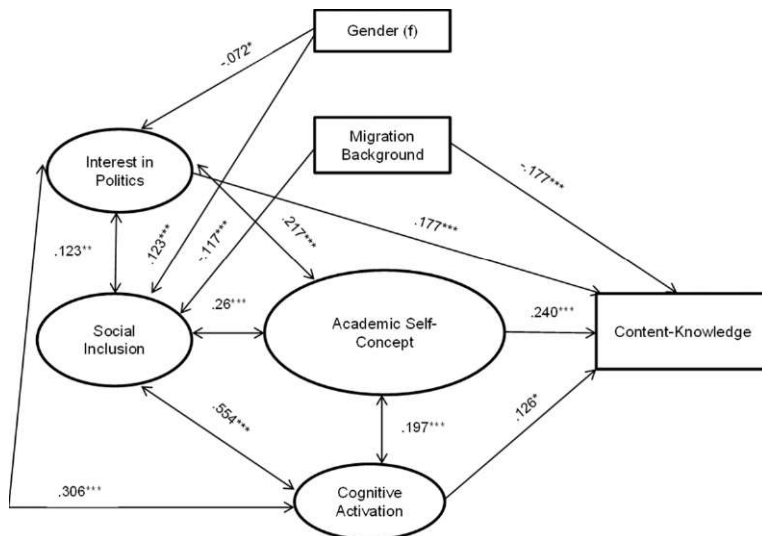 Gender (f)
-.072*
Migration
Background
Interest in
Politics
-.177***
.177***
.217***
.123***
-.117***
.123**
.26***
Social
Inclusion
Academic Self-
Concept
.240***
Content-Knowledge
.554***
.197***
.126*
.306***
Cognitive
Activation